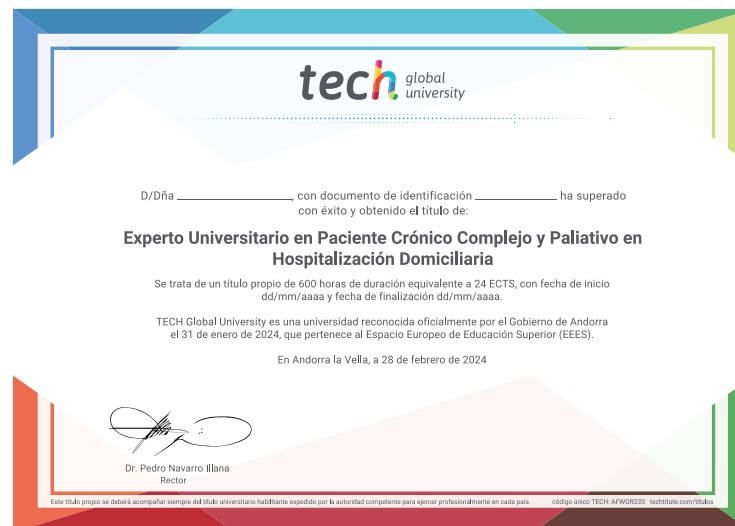 tech global
university
D/Dña ____________________, con documento de identificación ______________ ha superado
con éxito y obtenido el título de:
Experto Universitario en Paciente Crónico Complejo y Paliativo en
Hospitalización Domiciliaria
Se trata de un título propio de 600 horas de duración equivalente a 24 ECTS, con fecha de inicio
dd/mm/aaaa y fecha de finalización dd/mm/aaaa.
TECH Global University es una universidad reconocida oficialmente por el Gobierno de Andorra
el 31 de enero de 2024, que pertenece al Espacio Europeo de Educación Superior (EEES).
En Andorra la Vella, a 28 de febrero de 2024
Dr. Pedro Navarro Illana
Rector
Este título propio se deberá acompañar siempre del título universitario habilitante expedido por la autoridad competente para ejercer profesionalmente en cada país. código único TECH: AFWOR23S techtitute.com/titulos